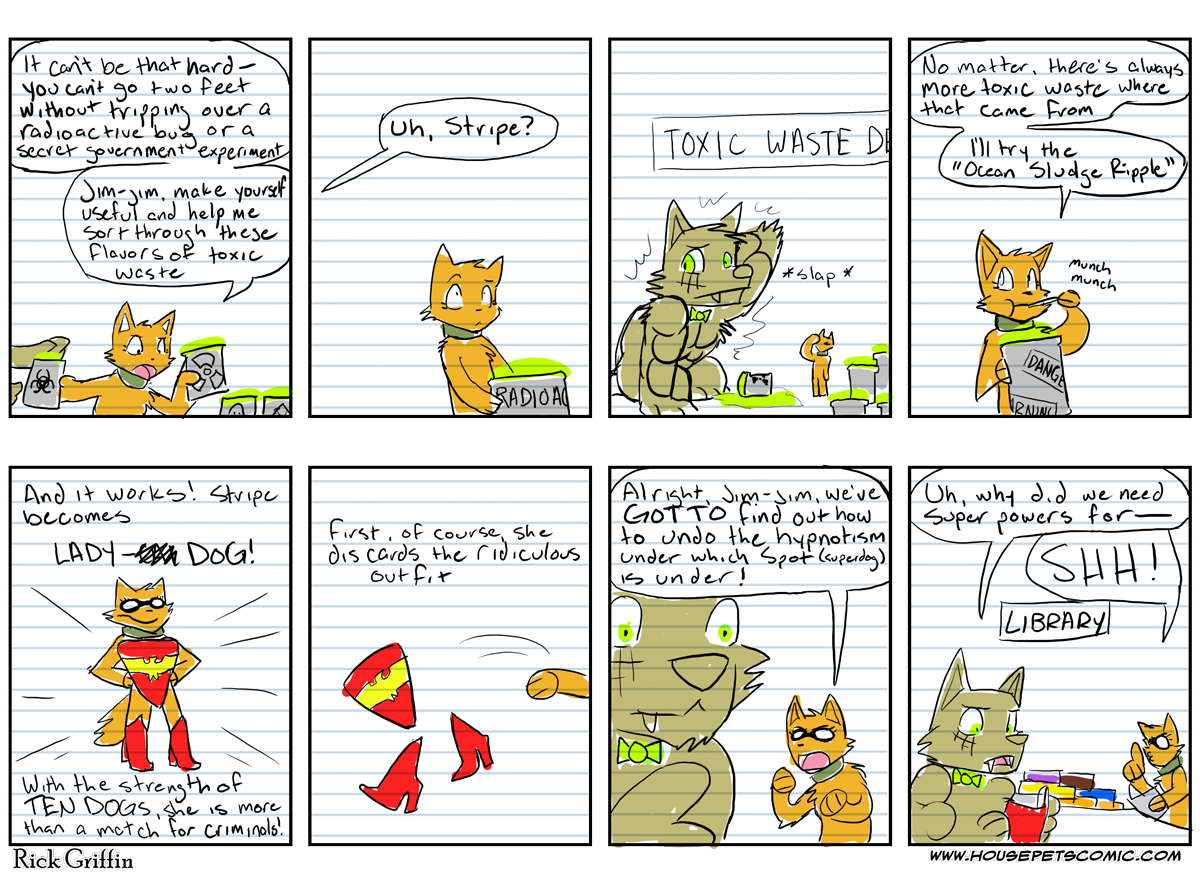 It can't be that hard—
you can't go two feet
without tripping over a
radioactive bug or a
secret government experiment
Jim-jim, make yourself
useful and help me
sort through these
flavors of toxic
waste
Uh, Stripe?
RADIOAC
TOXIC WASTE DE
*slap*
No matter, there's always
more toxic waste where
that came from
I'll try the
"Ocean Sludge Ripple"
munch
munch
DANGE
RNING
And it works! Stripe
becomes
LADY- DOG!
With the strength of
TEN DOGS, she is more
than a match for criminals!
First, of course, she
discards the ridiculous
outfit
Alright, Jim-Jim, we've
GOT TO find out how
to undo the hypnotism
under which Spot (superdog)
is under!
Uh, why did we need
super powers for—
SHH!
LIBRARY
Rick Griffin
WWW.HOUSEPETSCOMIC.COM